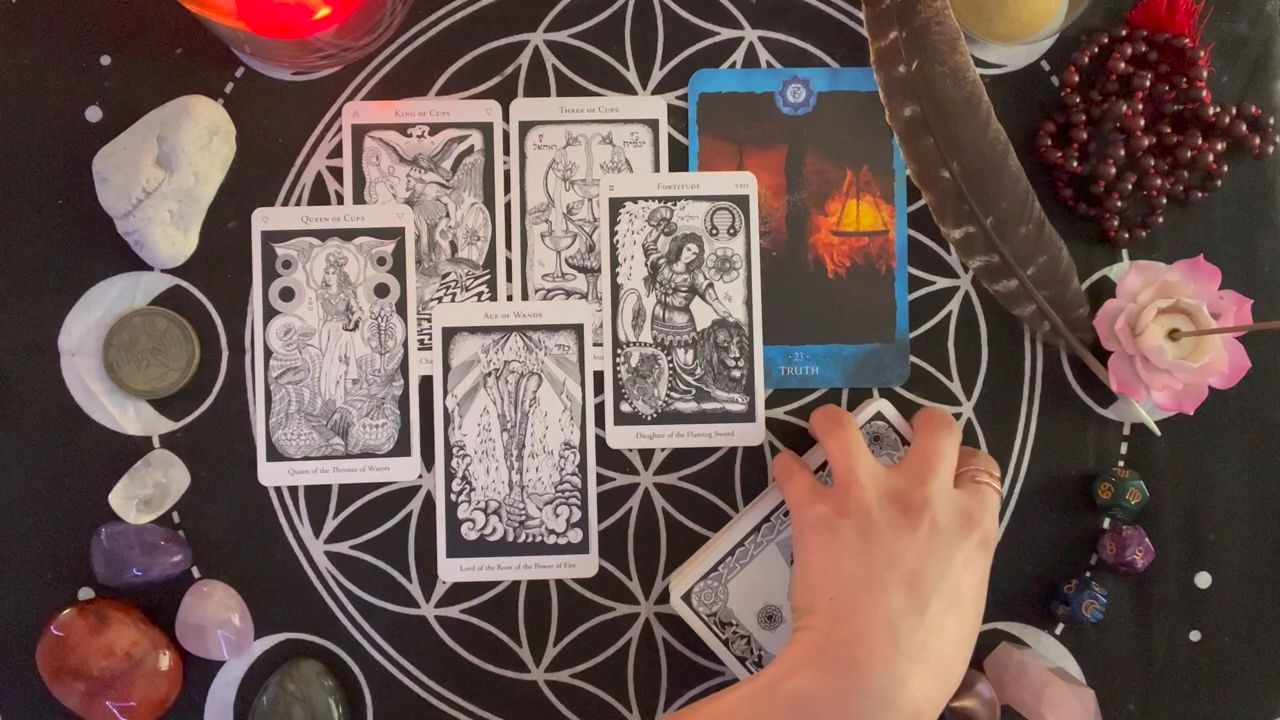 KING OF CUPS
THREE OF CUPS
QUEEN OF CUPS
Queen of the Thrones of Waters
ACE OF WANDS
Lord of the Root of the Power of Fire
FORTITUDE VIII
Daughter of the Flaming Sword
·23·
TRUTH